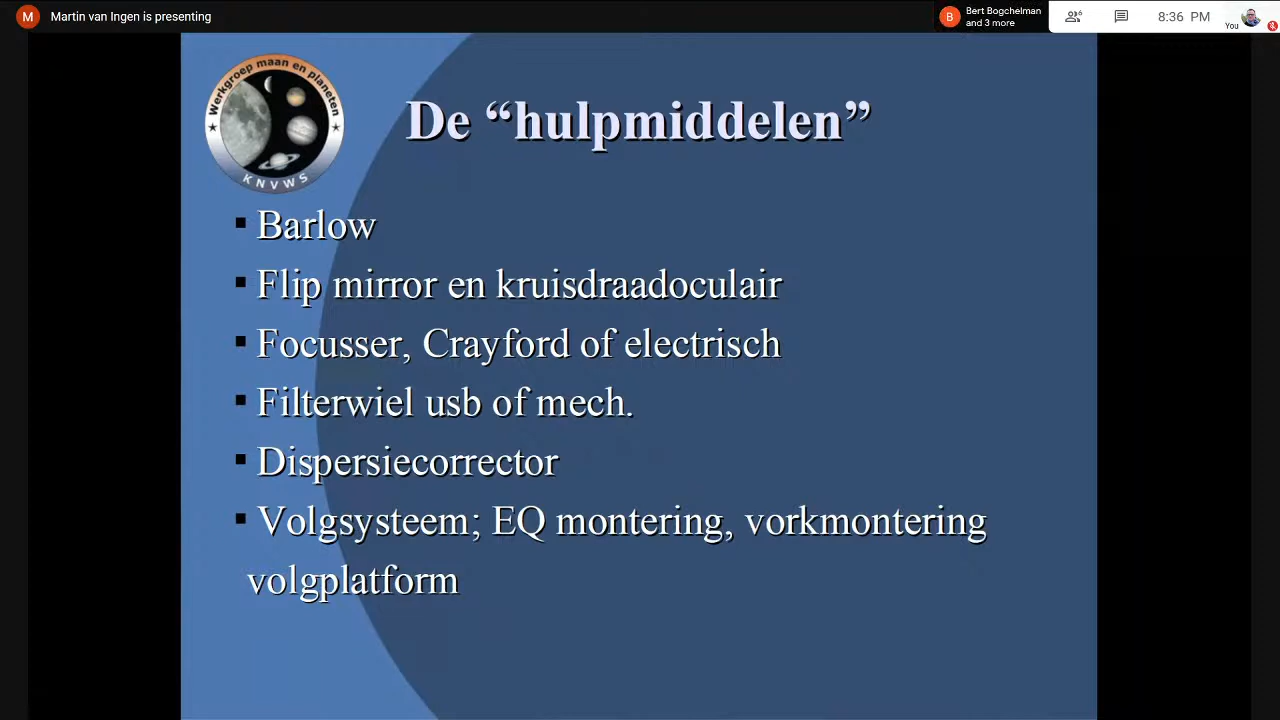 M Martin van Ingen is presenting
B Bert Bogchelman
and 3 more
6
8:36 PM
You
Werkgroep maan en planeten
KNVWS
De “hulpmiddelen”
Barlow
Flip mirror en kruisdraadoculair
Focusser, Crayford of electrisch
Filterwiel usb of mech.
Dispersiecorrector
Volgsysteem; EQ montering, vorkmontering
volgplatform